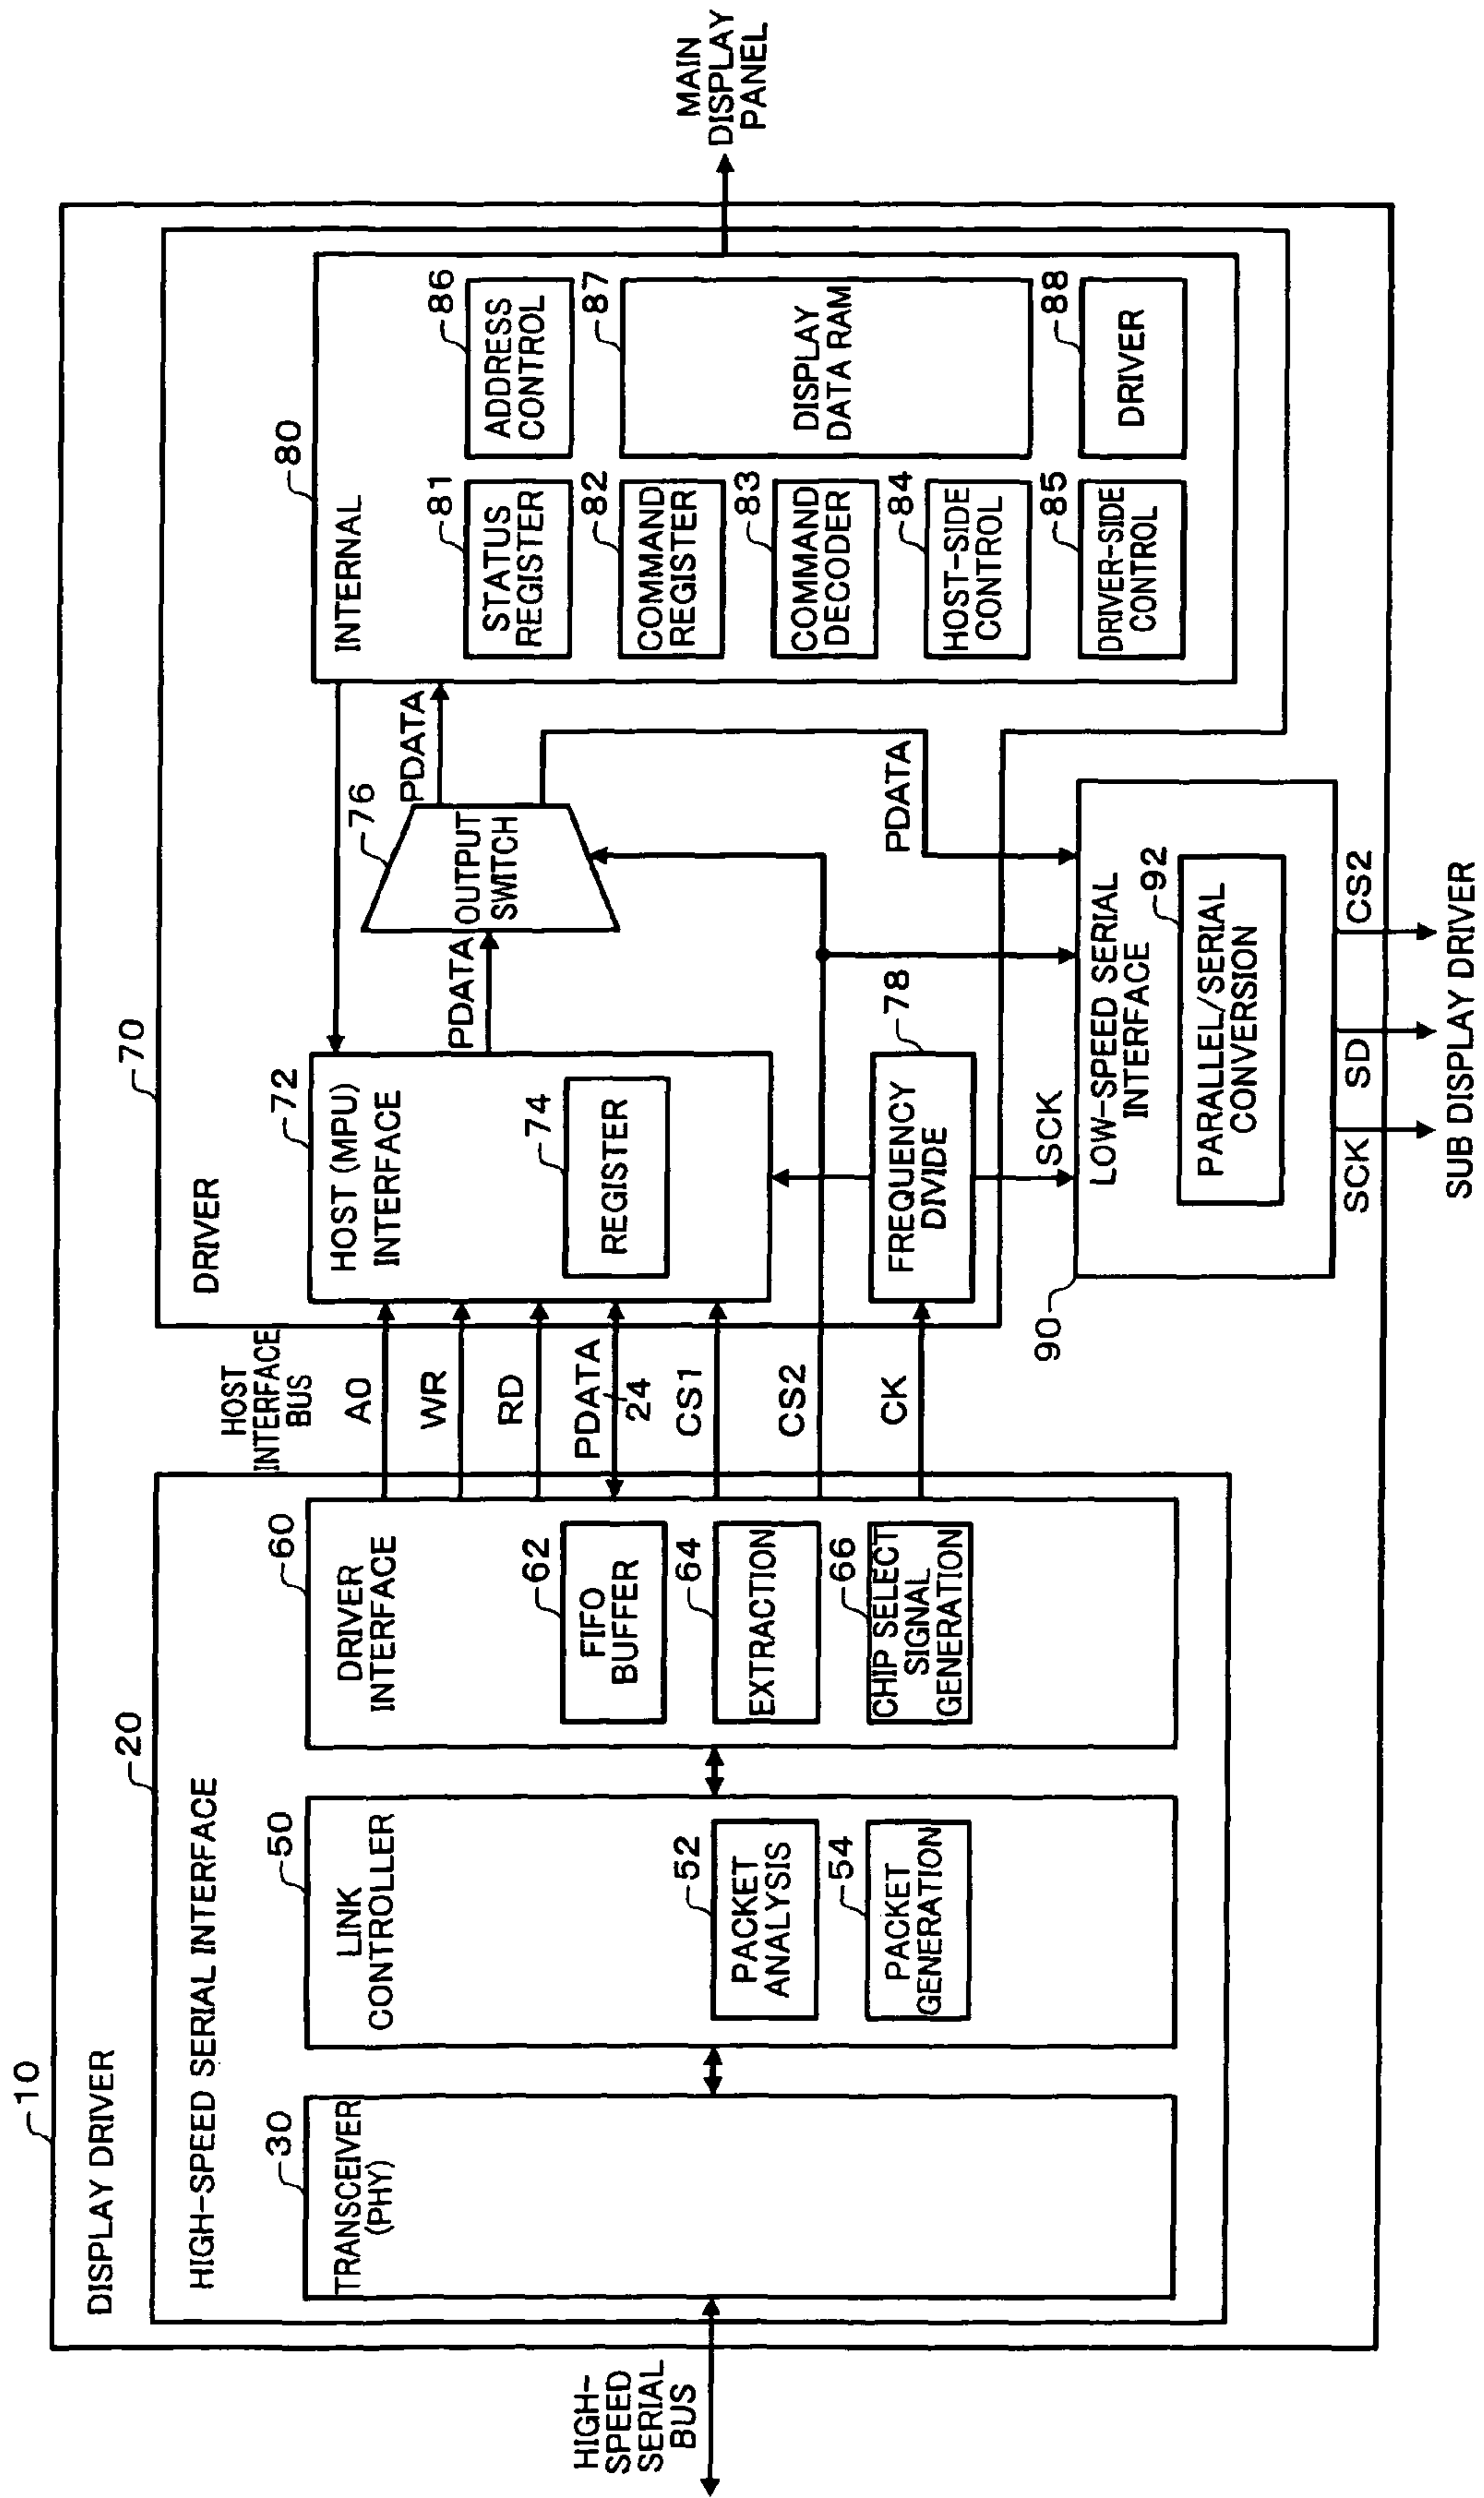 10
DISPLAY DRIVER
20
HIGH-SPEED SERIAL INTERFACE
HIGH-
SPEED
SERIAL
BUS
30
TRANSCEIVER
(PHY)
50
LINK
CONTROLLER
52
PACKET
ANALYSIS
54
PACKET
GENERATION
60
DRIVER
INTERFACE
62
FIFO
BUFFER
64
EXTRACTION
66
CHIP SELECT
SIGNAL
GENERATION
HOST
INTERFACE
BUS
A0
WR
RD
PDATA
24
CS1
CS2
CK
70
DRIVER
72
HOST (MPU)
INTERFACE
74
REGISTER
PDATA
76
OUTPUT
SWITCH
PDATA
78
FREQUENCY
DIVIDE
SCK
PDATA
80
INTERNAL
81
STATUS
REGISTER
82
COMMAND
REGISTER
83
COMMAND
DECODER
84
HOST-SIDE
CONTROL
85
DRIVER-SIDE
CONTROL
86
ADDRESS
CONTROL
87
DISPLAY
DATA RAM
88
DRIVER
MAIN
DISPLAY
PANEL
90
LOW-SPEED SERIAL
INTERFACE
92
PARALLEL/SERIAL
CONVERSION
SCK
SD
CS2
SUB DISPLAY DRIVER